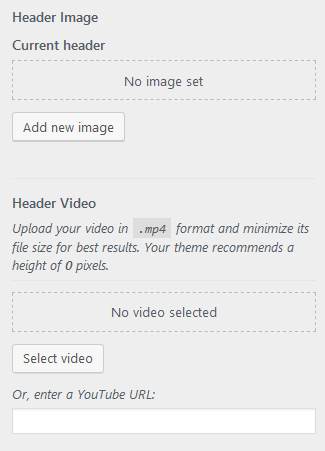 Header Image
Current header
No image set
Add new image
Header Video
Upload your video in .mp4 format and minimize its
file size for best results. Your theme recommends a
height of 0 pixels.
No video selected
Select video
Or, enter a YouTube URL: